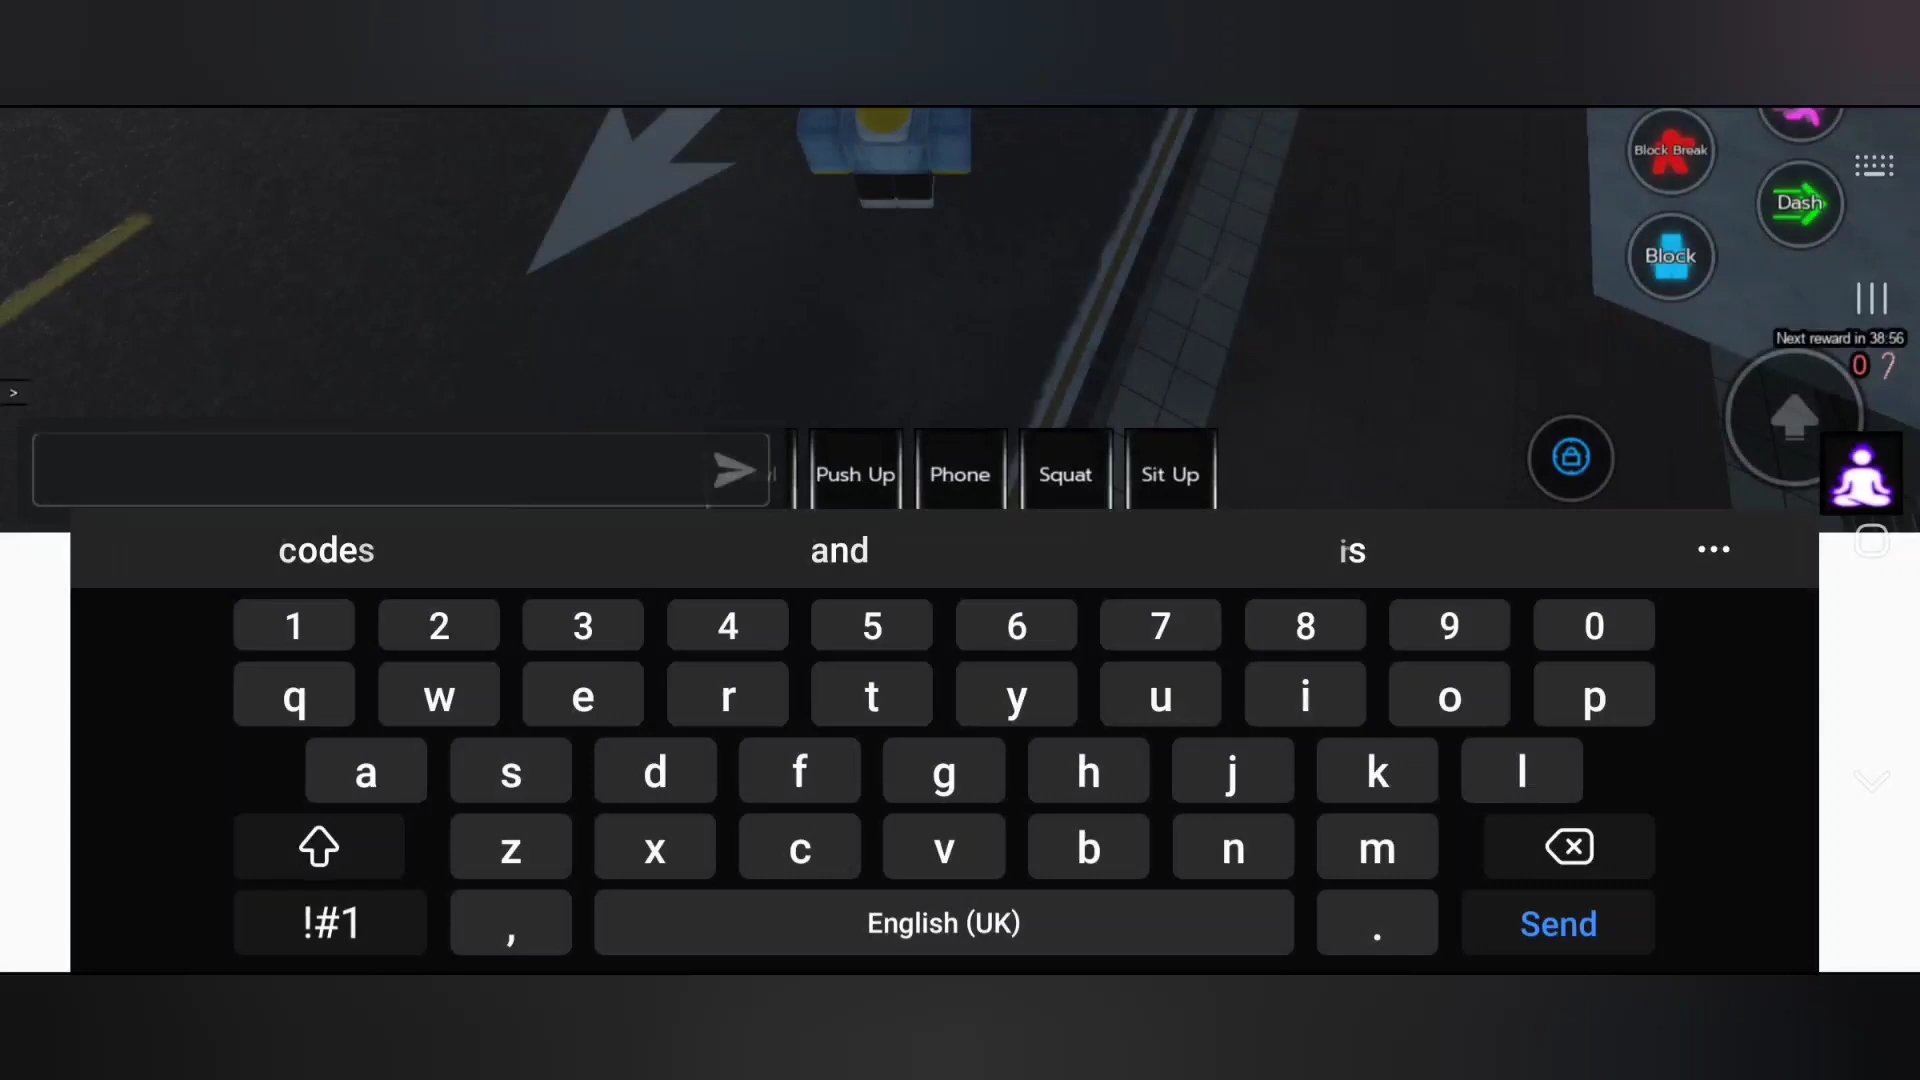 Block Break
Dash
Block
Next reward in 38:56
0
>
Push Up
Phone
Squat
Sit Up
codes
and
is
1 2 3 4 5 6 7 8 9 0
q w e r t y u i o p
a s d f g h j k l
z x c v b n m
!#1 , English (UK) . Send